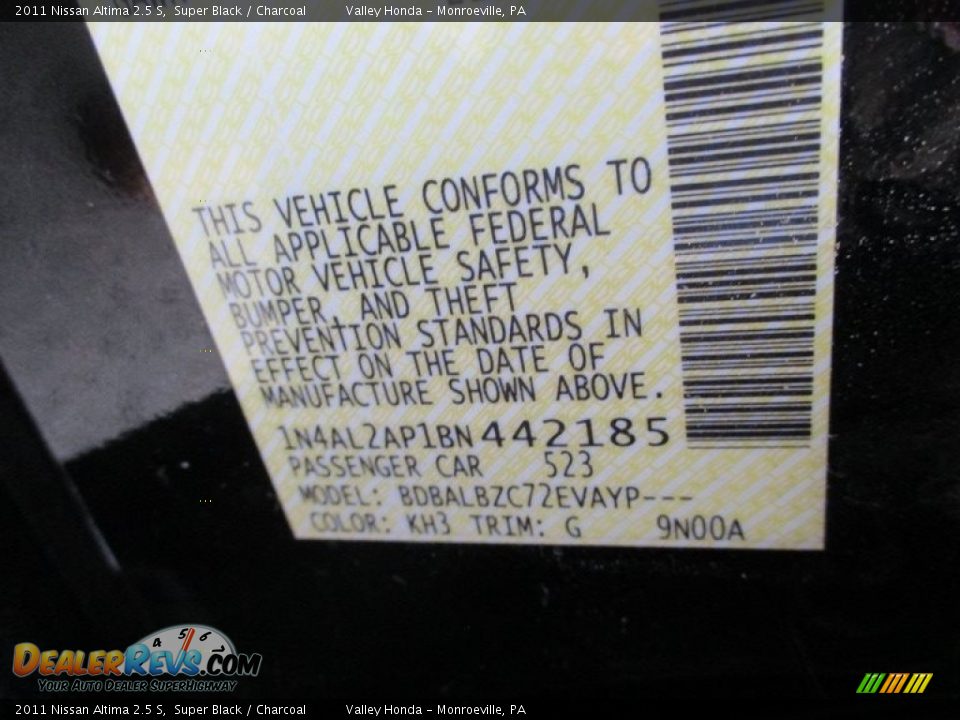 2011 Nissan Altima 2.5 S, Super Black / Charcoal Valley Honda - Monroeville, PA
THIS VEHICLE CONFORMS TO
ALL APPLICABLE FEDERAL
MOTOR VEHICLE SAFETY,
BUMPER, AND THEFT
PREVENTION STANDARDS IN
EFFECT ON THE DATE OF
MANUFACTURE SHOWN ABOVE.
1N4AL2AP1BN442185
PASSENGER CAR 523
MODEL: BDBALBZC72EVAYP---
COLOR: KH3 TRIM: G 9N00A
4 5 6
DEALERREVS.COM
YOUR AUTO DEALER SUPERHIGHWAY
2011 Nissan Altima 2.5 S, Super Black / Charcoal Valley Honda - Monroeville, PA